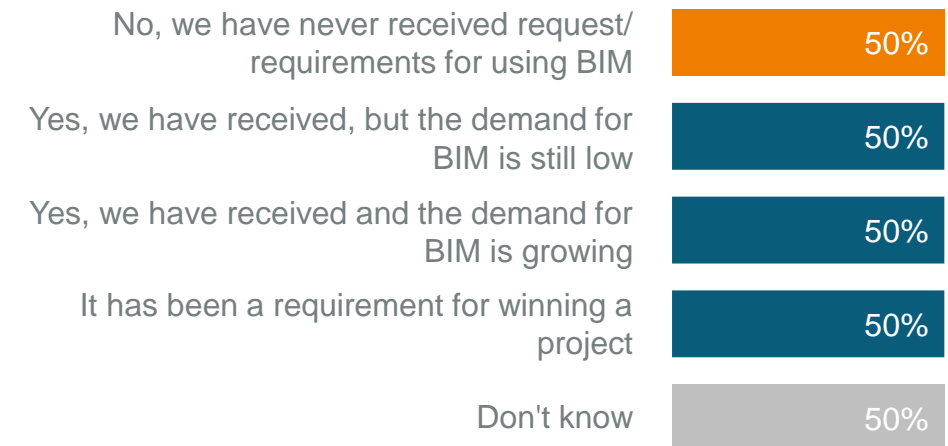 No, we have never received request/
requirements for using BIM
50%
Yes, we have received, but the demand for
BIM is still low
50%
Yes, we have received and the demand for
BIM is growing
50%
It has been a requirement for winning a
project
50%
Don't know
50%